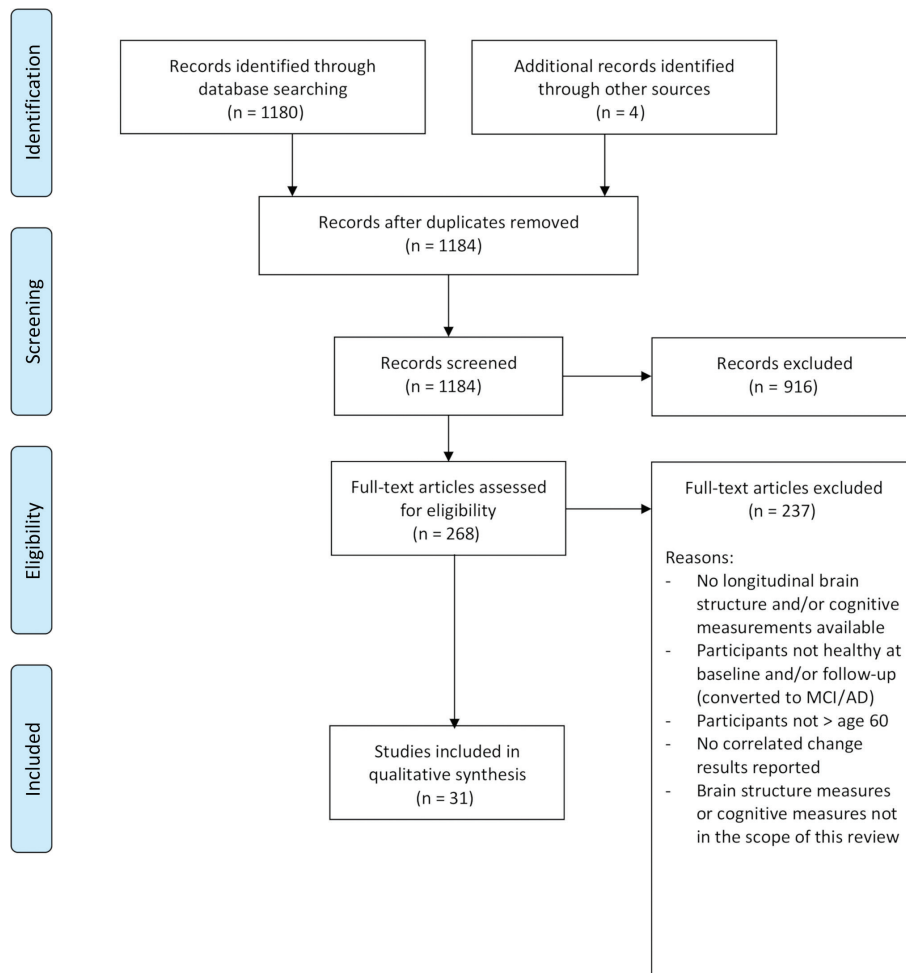 Identification
Records identified through
database searching
(n = 1180)
Additional records identified
through other sources
(n = 4)
Records after duplicates removed
(n = 1184)
Screening
Records screened
(n = 1184)
Records excluded
(n = 916)
Eligibility
Full-text articles assessed
for eligibility
(n = 268)
Full-text articles excluded
(n = 237)
Reasons:
- No longitudinal brain
structure and/or cognitive
measurements available
- Participants not healthy at
baseline and/or follow-up
(converted to MCI/AD)
- Participants not > age 60
- No correlated change
results reported
- Brain structure measures
or cognitive measures not
in the scope of this review
Included
Studies included in
qualitative synthesis
(n = 31)